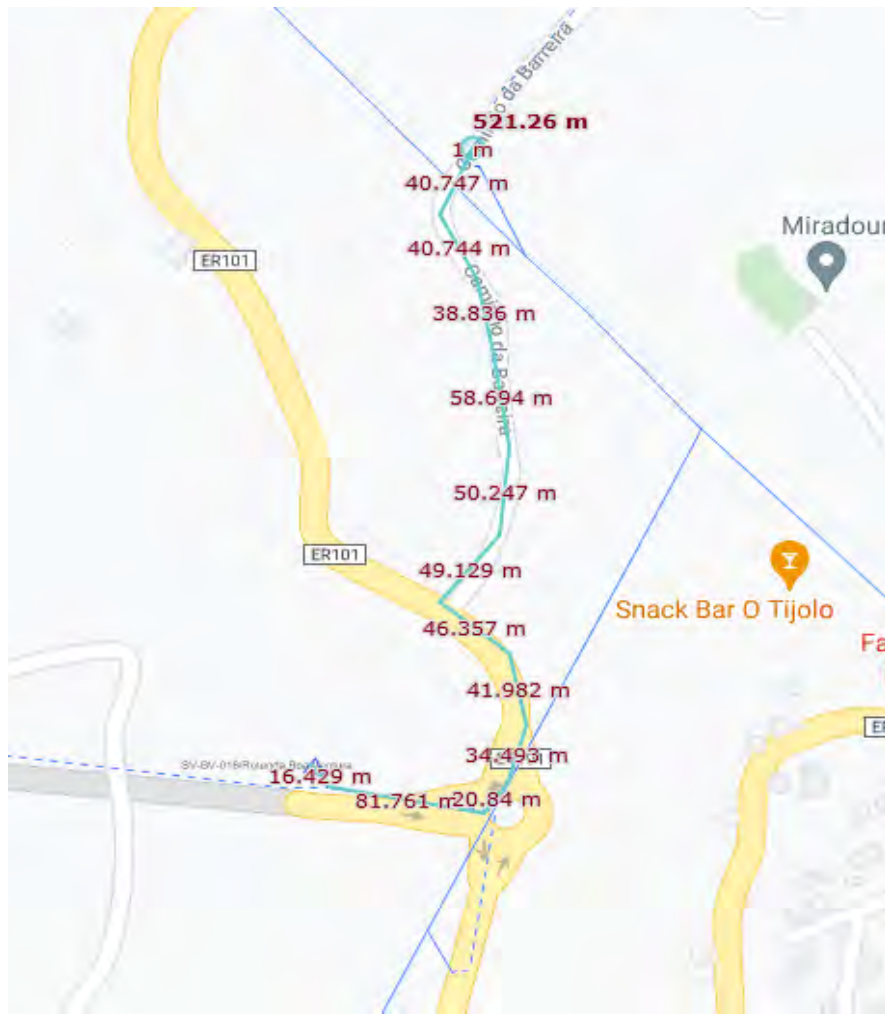 Caminho da Barreira
521.26 m
1 m
40.747 m
Miradour
40.744 m
ER101
38.836 m
Caminho da Barreira
58.694 m
50.247 m
ER101
49.129 m
Snack Bar O Tijolo
46.357 m
Fa
41.982 m
34.493 m
16.429 m
81.761 m
20.84 m